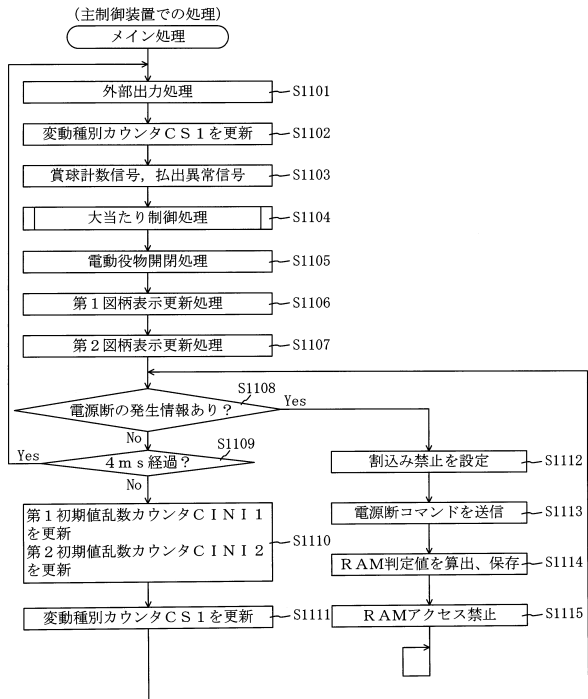 (主制御装置での処理)
メイン処理
外部出力処理 S1101
変動種別カウンタCS1を更新 S1102
賞球計数信号,払出異常信号 S1103
大当たり制御処理 S1104
電動役物開閉処理 S1105
第1図柄表示更新処理 S1106
第2図柄表示更新処理 S1107
S1108
電源断の発生情報あり? Yes
No
S1109
Yes 4ms経過?
No
割込み禁止を設定 S1112
第1初期値乱数カウンタCINI1
を更新
第2初期値乱数カウンタCINI2
を更新
S1110
電源断コマンドを送信 S1113
RAM判定値を算出、保存 S1114
変動種別カウンタCS1を更新 S1111
RAMアクセス禁止 S1115